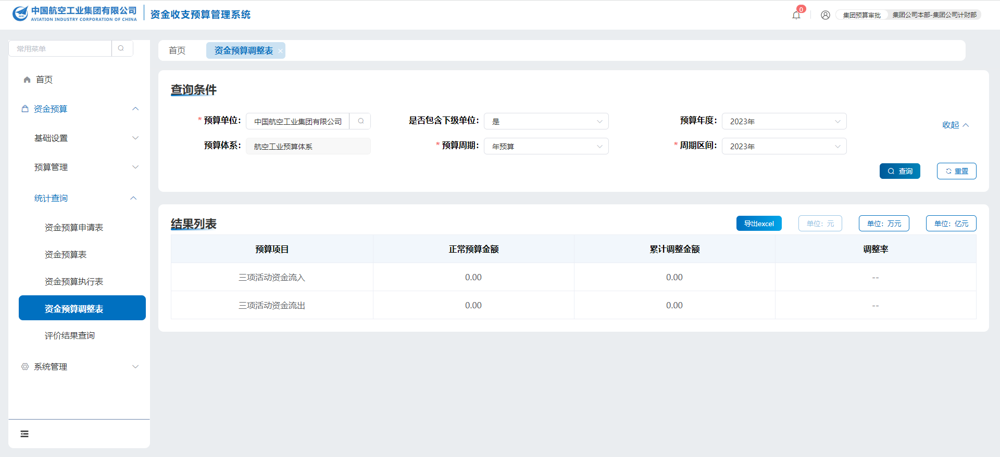 中国航空工业集团有限公司
AVIATION INDUSTRY CORPORATION OF CHINA
资金收支预算管理系统
0
集团预算审批 集团公司本部-集团公司计财部
常用菜单
首页
资金预算
基础设置
预算管理
统计查询
资金预算申请表
资金预算表
资金预算执行表
资金预算调整表
评价结果查询
系统管理
首页 资金预算调整表 ×
查询条件
* 预算单位： 中国航空工业集团有限公司 是否包含下级单位： 是 预算年度： 2023年
收起
预算体系： 航空工业预算体系 * 预算周期： 年预算 * 周期区间： 2023年
查询 重置
结果列表 导出excel 单位：元 单位：万元 单位：亿元
预算项目 正常预算金额 累计调整金额 调整率
三项活动资金流入 0.00 0.00 --
三项活动资金流出 0.00 0.00 --